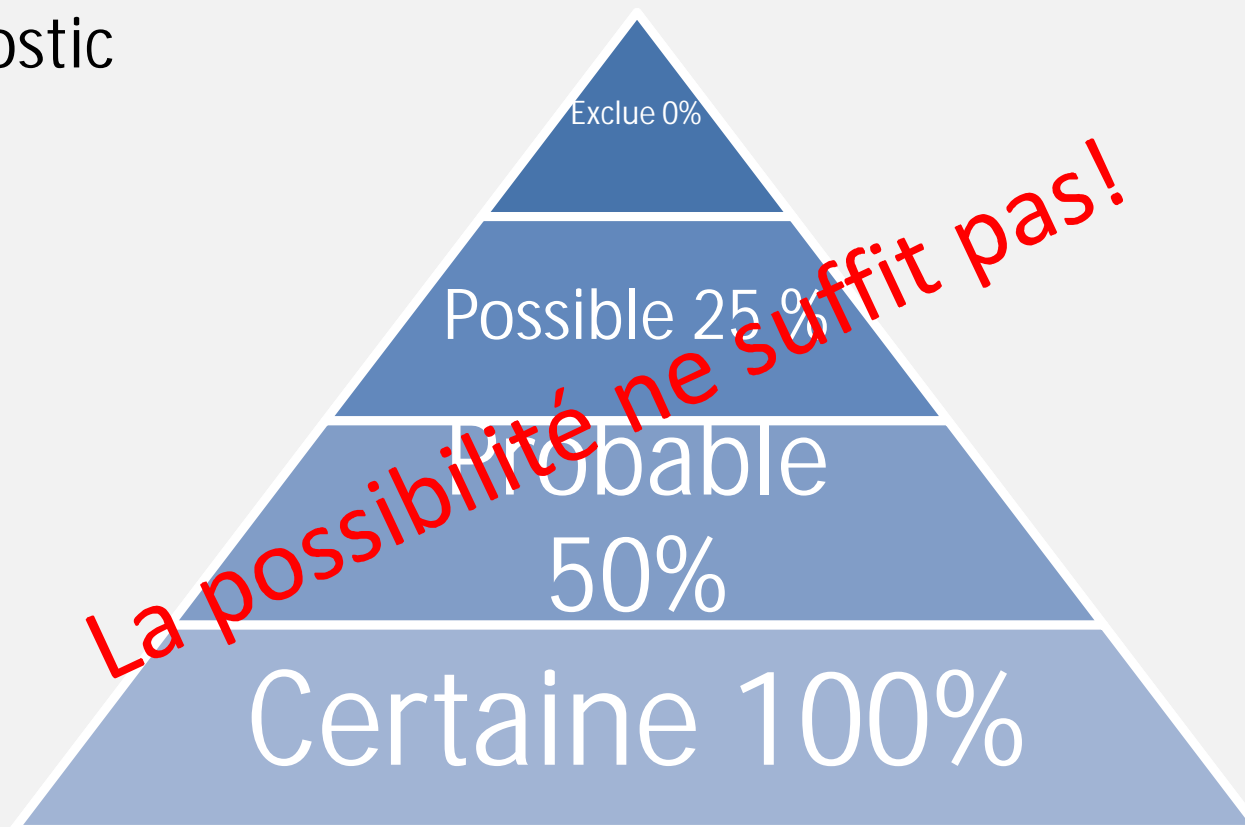 ostic
Exclue 0%
Possible 25 %
Probable
50%
Certaine 100%
La possibilité ne suffit pas!